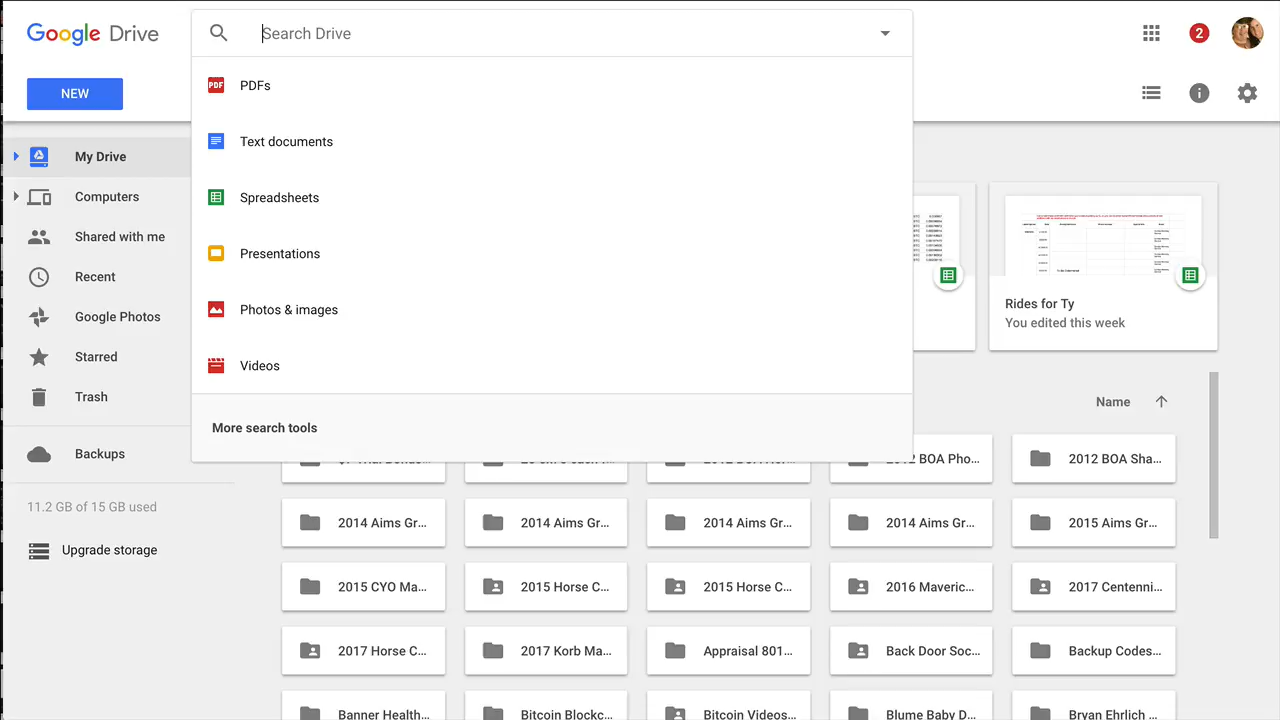 Google Drive
Search Drive
2
NEW
PDF
PDFs
Text documents
Spreadsheets
Presentations
Photos & images
Videos
More search tools
My Drive
Computers
Shared with me
Recent
Google Photos
Starred
Trash
Backups
11.2 GB of 15 GB used
Upgrade storage
Rides for Ty
You edited this week
Name
BOA Pho...
2012 BOA Sha...
2014 Aims Gr...
2014 Aims Gr...
2014 Aims Gr...
2014 Aims Gr...
2015 Aims Gr...
2015 CYO Ma...
2015 Horse C...
2015 Horse C...
2016 Maveric...
2017 Centenni...
2017 Horse C...
2017 Korb Ma...
Appraisal 801...
Back Door Soc...
Backup Codes...
Banner Health...
Bitcoin Blockc...
Bitcoin Videos...
Blume Baby D...
Bryan Ehrlich ...